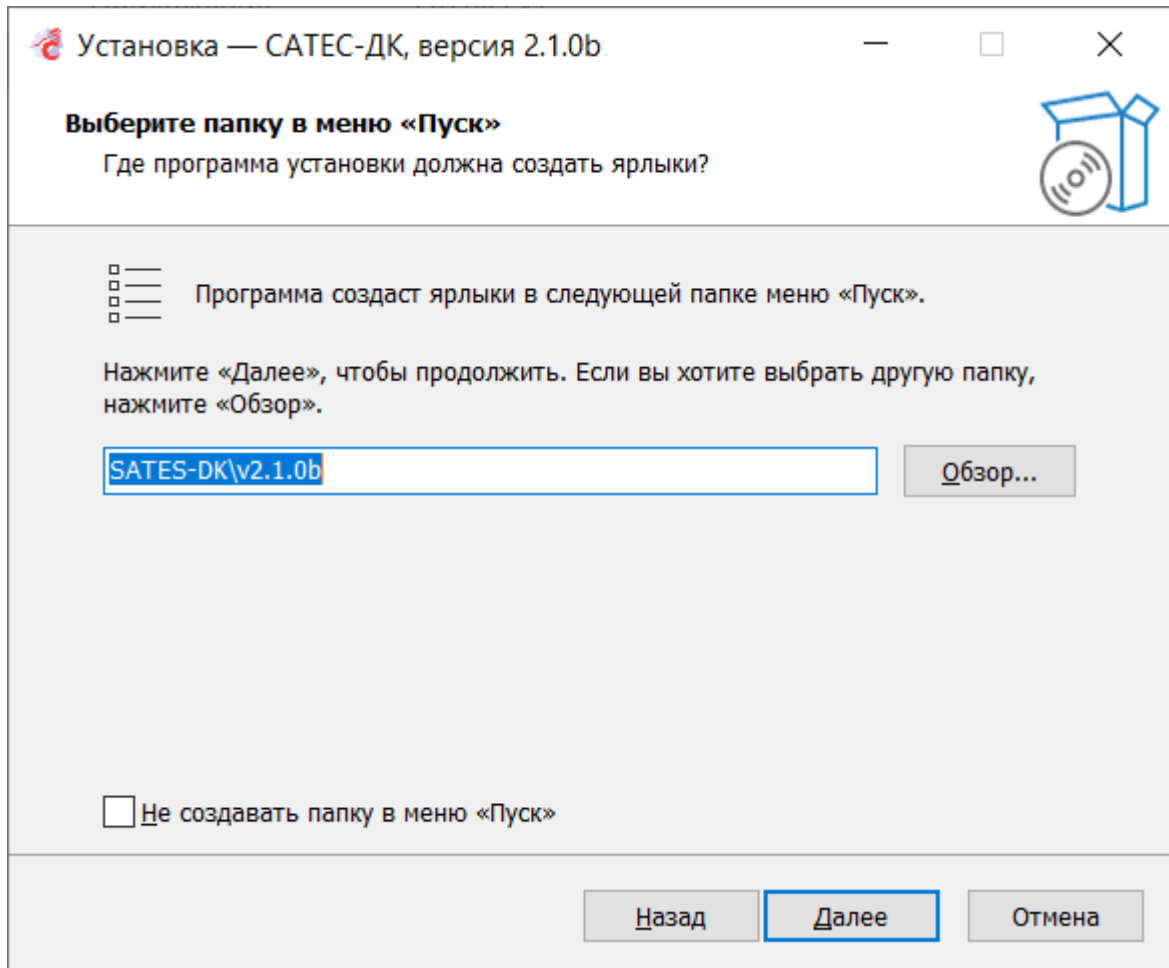 Установка — САТЕС-ДК, версия 2.1.0b
Выберите папку в меню «Пуск»
Где программа установки должна создать ярлыки?
Программа создаст ярлыки в следующей папке меню «Пуск».
Нажмите «Далее», чтобы продолжить. Если вы хотите выбрать другую папку,
нажмите «Обзор».
SATES-DK\v2.1.0b
Обзор...
Не создавать папку в меню «Пуск»
Назад
Далее
Отмена